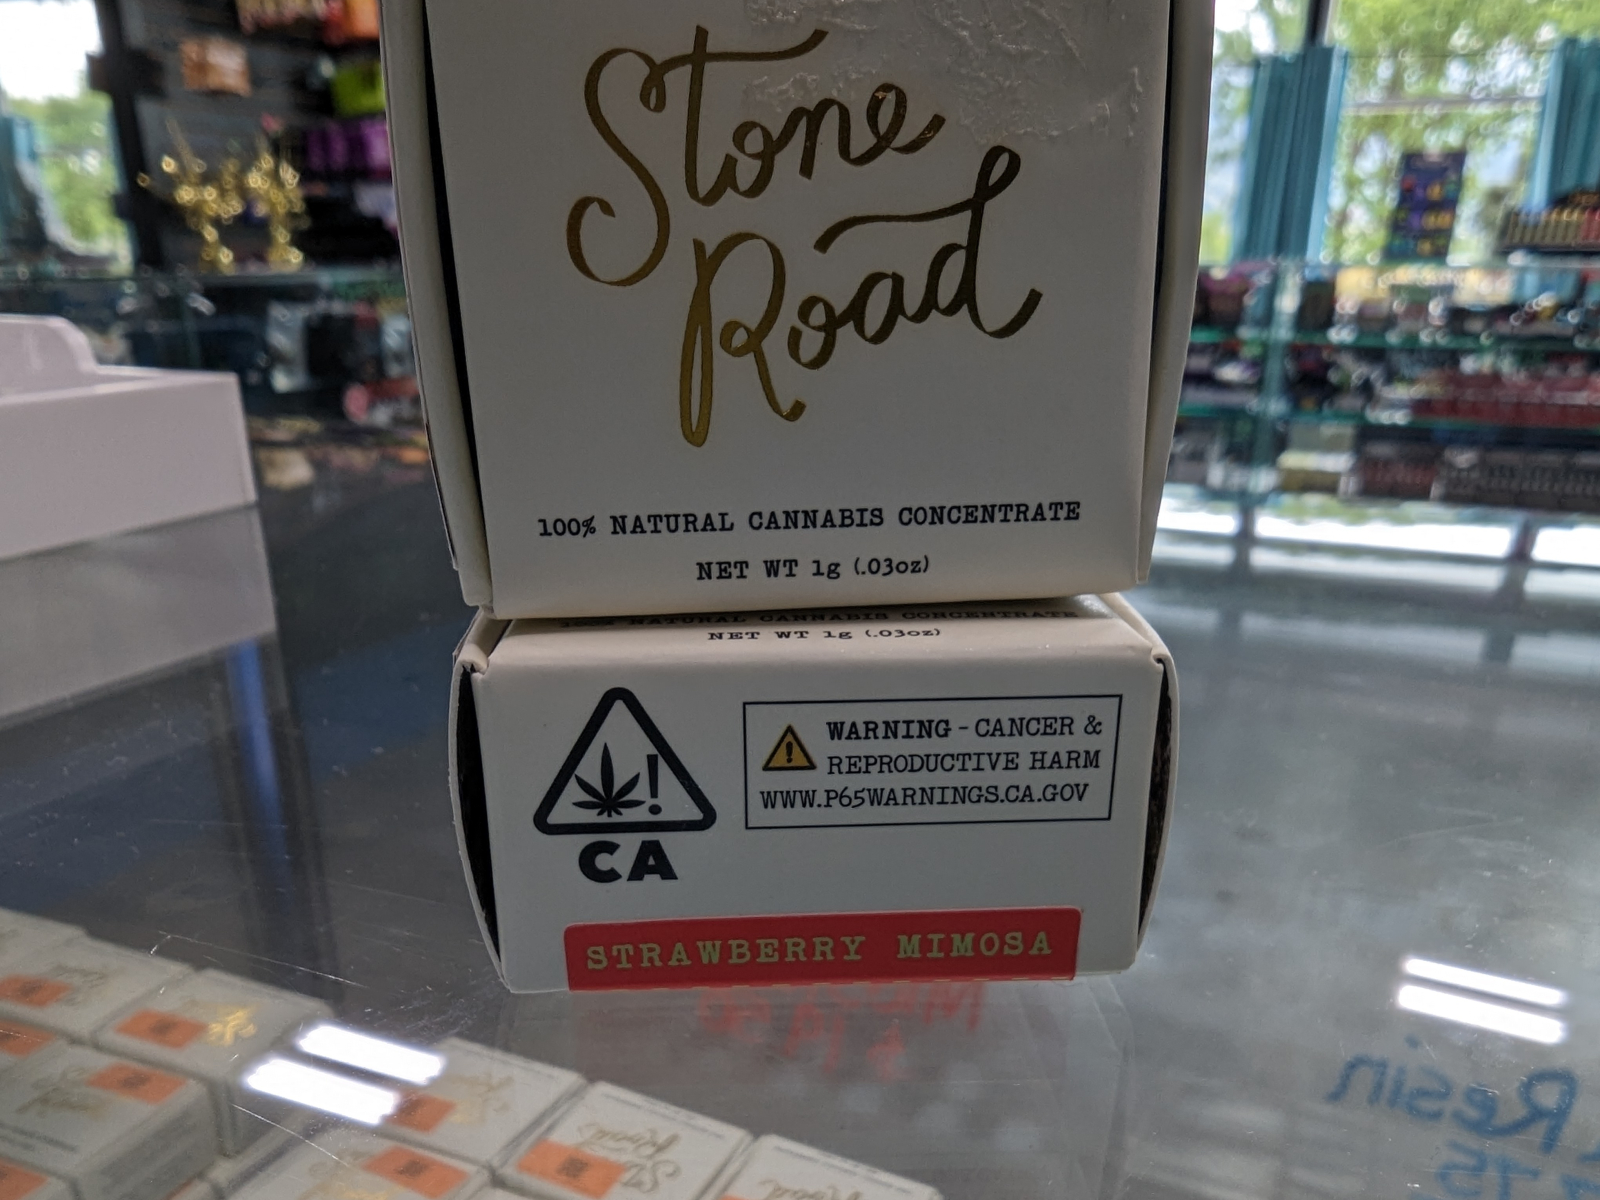 Stone
Road
100% NATURAL CANNABIS CONCENTRATE
NET WT 1g (.03oz)
100% NATURAL CANNABIS CONCENTRATE
NET WT 1g (.03oz)
!
CA
! WARNING - CANCER &
REPRODUCTIVE HARM
WWW.P65WARNINGS.CA.GOV
STRAWBERRY MIMOSA
Resin